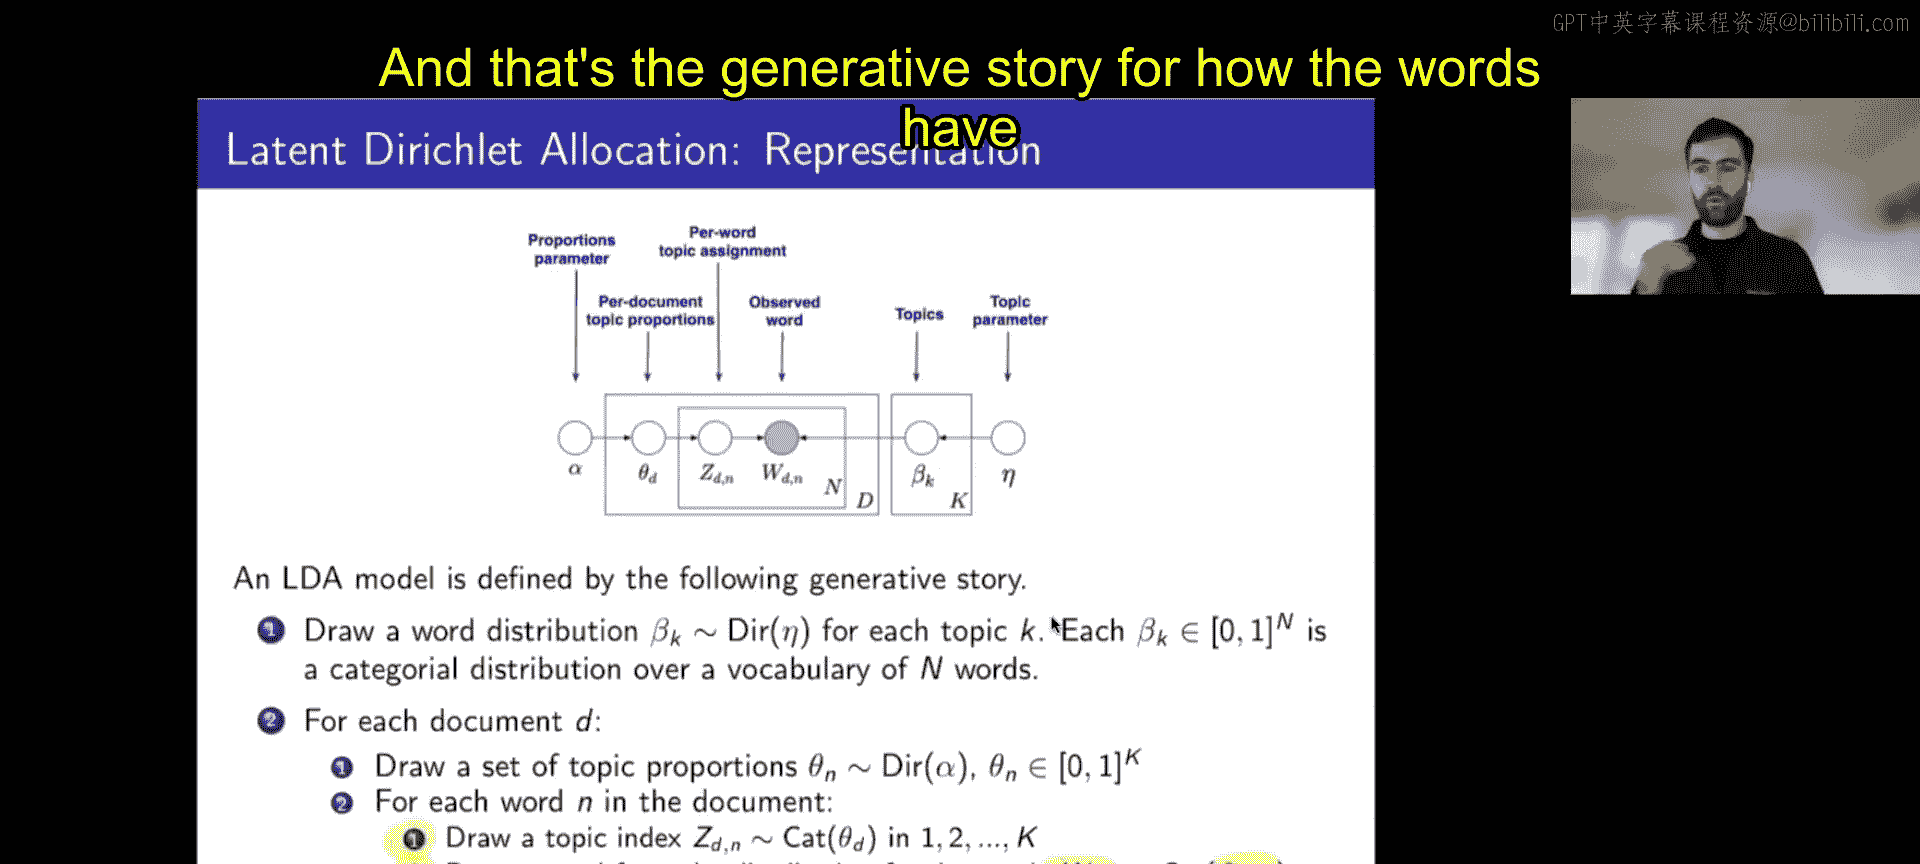 GPT中英字幕课程资源@bilibili.com
And that's the generative story for how the words
have
Latent Dirichlet Allocation: Representation
Proportions parameter
Per-word topic assignment
Per-document topic proportions
Observed word
Topics
Topic parameter
α θd Zd,n Wd,n N D βk K η
An LDA model is defined by the following generative story.
1 Draw a word distribution βk ∼ Dir(η) for each topic k. Each βk ∈ [0, 1]^N is
a categorial distribution over a vocabulary of N words.
2 For each document d:
1 Draw a set of topic proportions θn ∼ Dir(α), θn ∈ [0, 1]^K
2 For each word n in the document:
1 Draw a topic index Zd,n ∼ Cat(θd) in 1, 2, ..., K